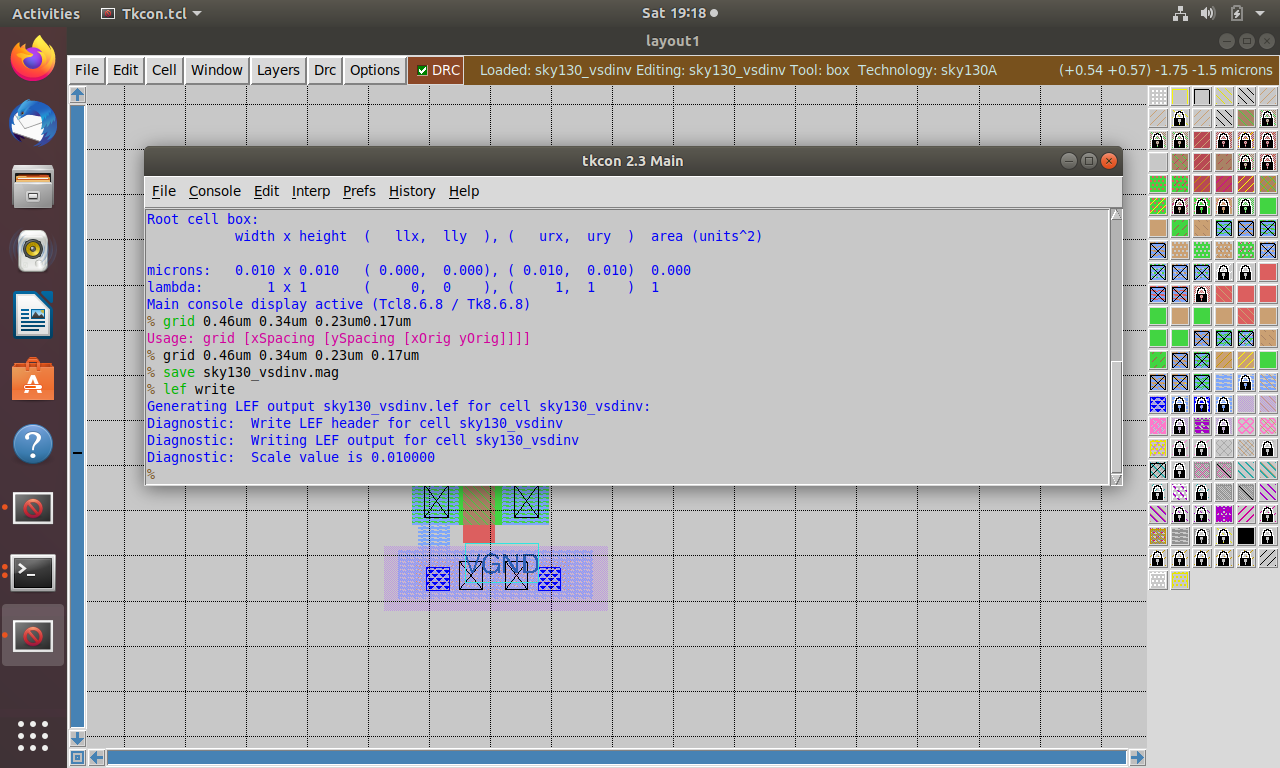 Activities Tkcon.tcl Sat 19:18
layout1
File Edit Cell Window Layers Drc Options DRC Loaded: sky130_vsdinv Editing: sky130_vsdinv Tool: box Technology: sky130A (+0.54 +0.57) -1.75 -1.5 microns
tkcon 2.3 Main
File Console Edit Interp Prefs History Help
Root cell box:
width x height ( llx, lly ), ( urx, ury ) area (units^2)
microns: 0.010 x 0.010 ( 0.000, 0.000), ( 0.010, 0.010) 0.000
lambda: 1 x 1 ( 0, 0 ), ( 1, 1 ) 1
Main console display active (Tcl8.6.8 / Tk8.6.8)
% grid 0.46um 0.34um 0.23um0.17um
Usage: grid [xSpacing [ySpacing [xOrig yOrig]]]]
% grid 0.46um 0.34um 0.23um 0.17um
% save sky130_vsdinv.mag
% lef write
Generating LEF output sky130_vsdinv.lef for cell sky130_vsdinv:
Diagnostic: Write LEF header for cell sky130_vsdinv
Diagnostic: Writing LEF output for cell sky130_vsdinv
Diagnostic: Scale value is 0.010000
%
VGND